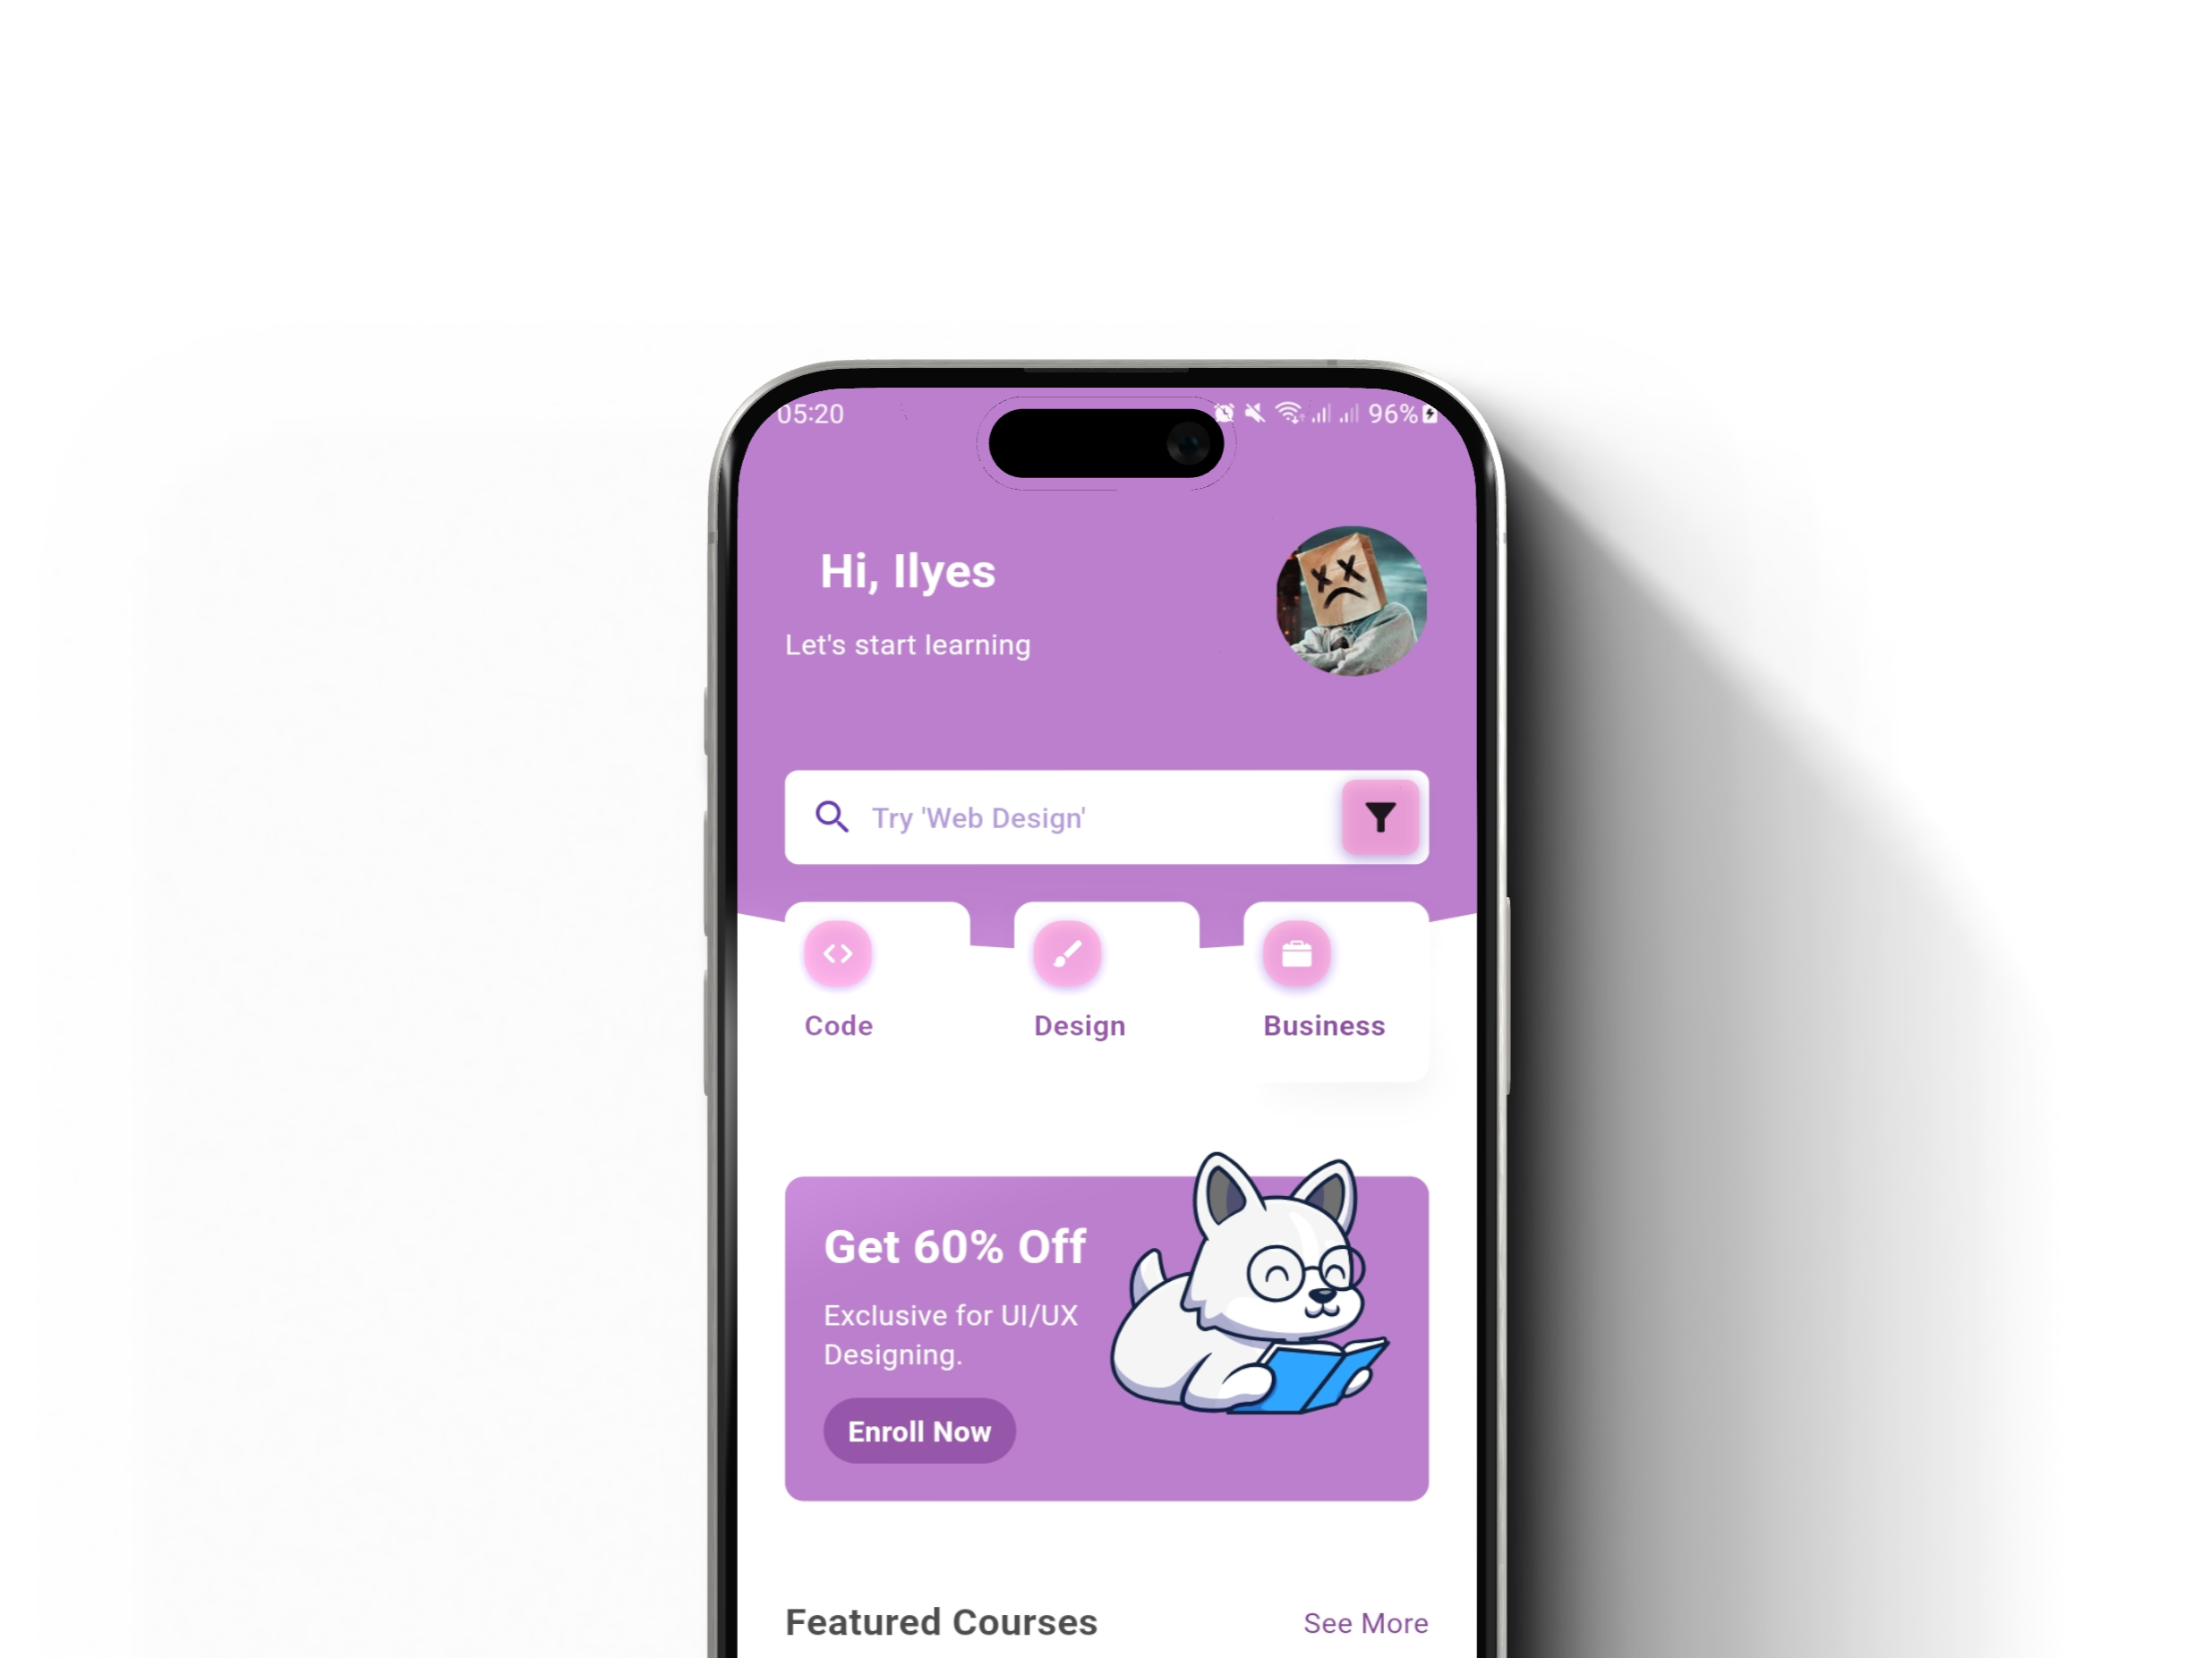 05:20
96%
Hi, Ilyes
Let's start learning
Try 'Web Design'
Code
Design
Business
Get 60% Off
Exclusive for UI/UX
Designing.
Enroll Now
Featured Courses
See More